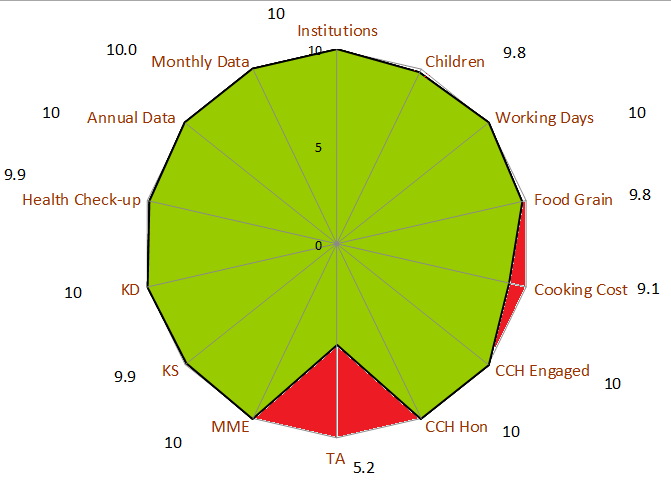 10
Institutions
10
10.0
Monthly Data
Children
9.8
10
Annual Data
Working Days
10
5
9.9
Health Check-up
Food Grain
9.8
0
10
KD
Cooking Cost
9.1
9.9
KS
CCH Engaged
10
10
MME
CCH Hon
10
TA
5.2